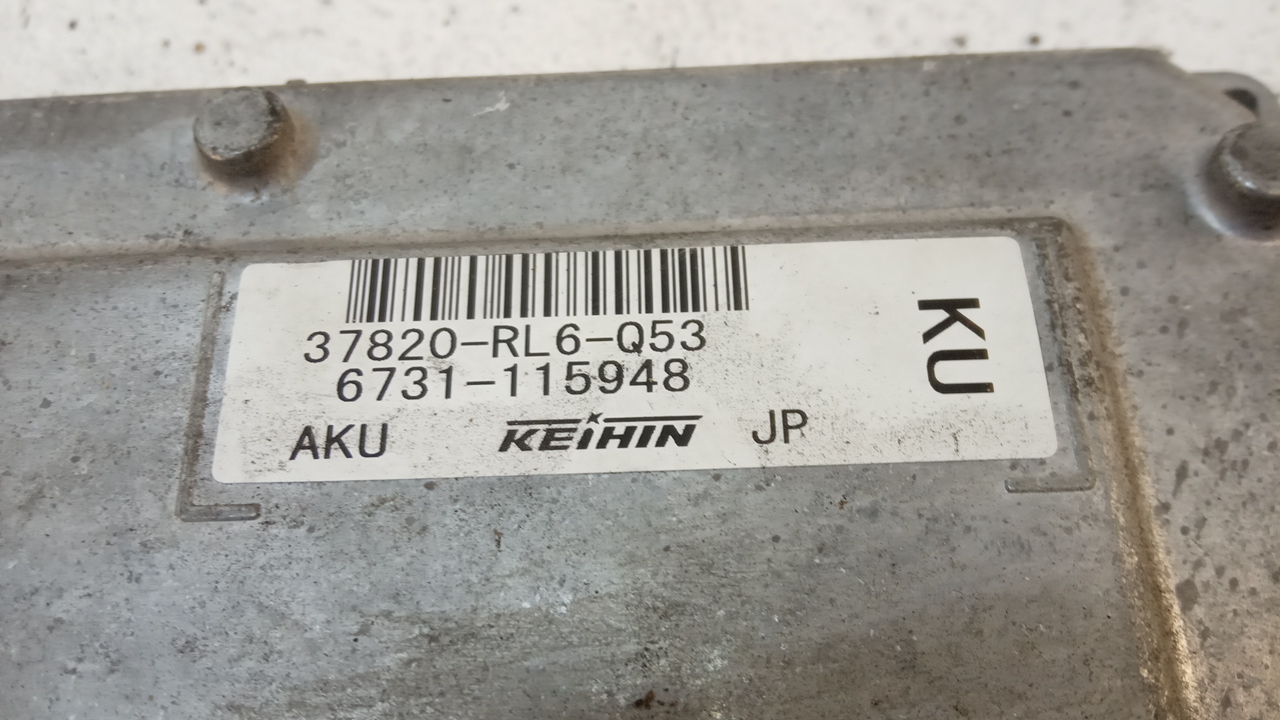 37820-RL6-Q53
6731-115948
AKU KEIHIN JP
KU